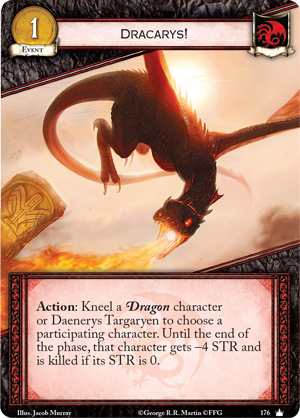 1
Event
Dracarys!
Action: Kneel a Dragon character
or Daenerys Targaryen to choose a
participating character. Until the end of
the phase, that character gets –4 STR and
is killed if its STR is 0.
Illus. Jacob Murray ©George R.R. Martin ©FFG 176